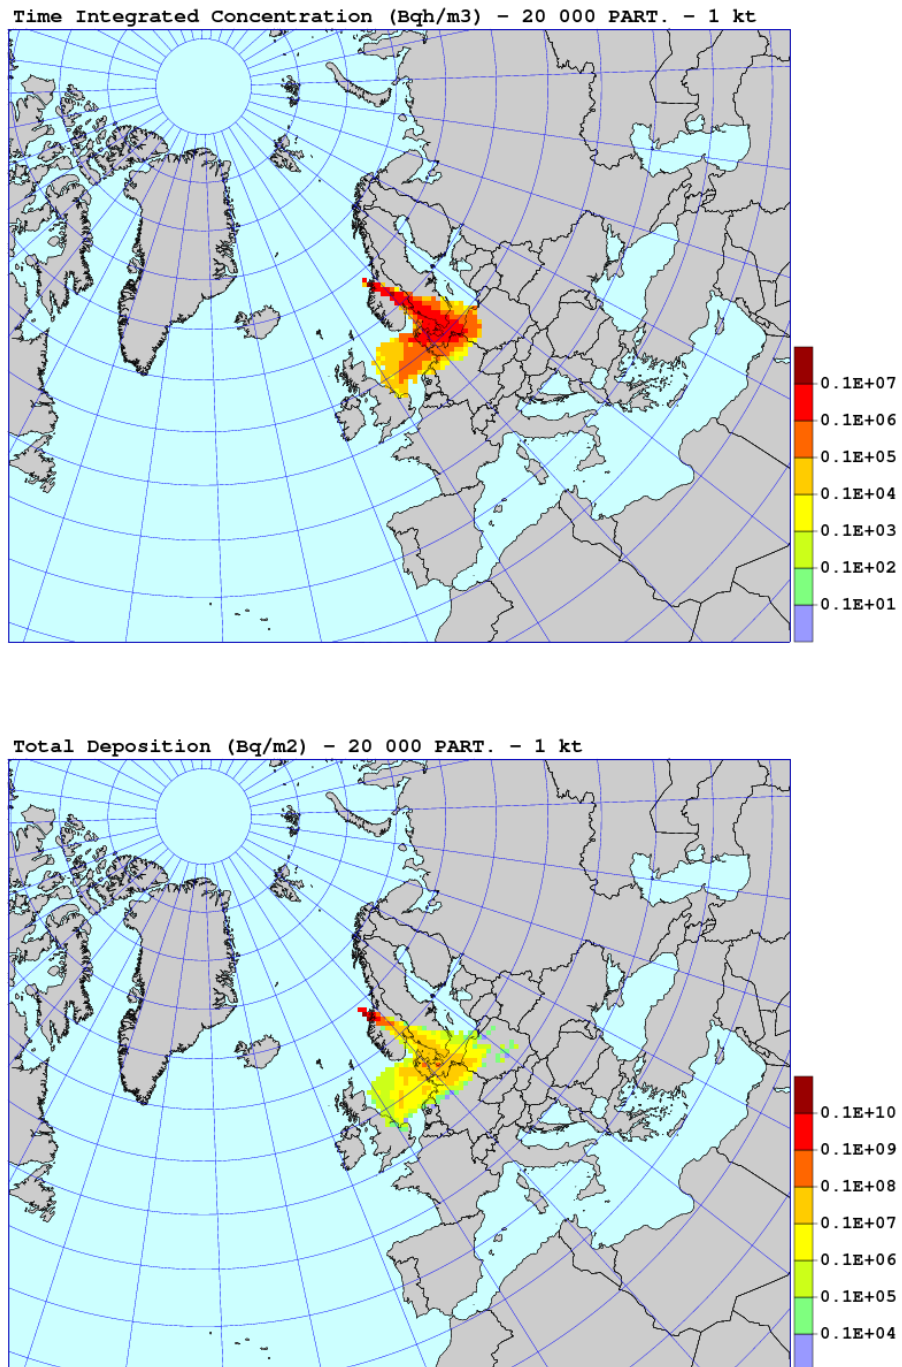 Time Integrated Concentration (Bqh/m3) – 20 000 PART. – 1 kt
0.1E+07
0.1E+06
0.1E+05
0.1E+04
0.1E+03
0.1E+02
0.1E+01
Total Deposition (Bq/m2) – 20 000 PART. – 1 kt
0.1E+10
0.1E+09
0.1E+08
0.1E+07
0.1E+06
0.1E+05
0.1E+04